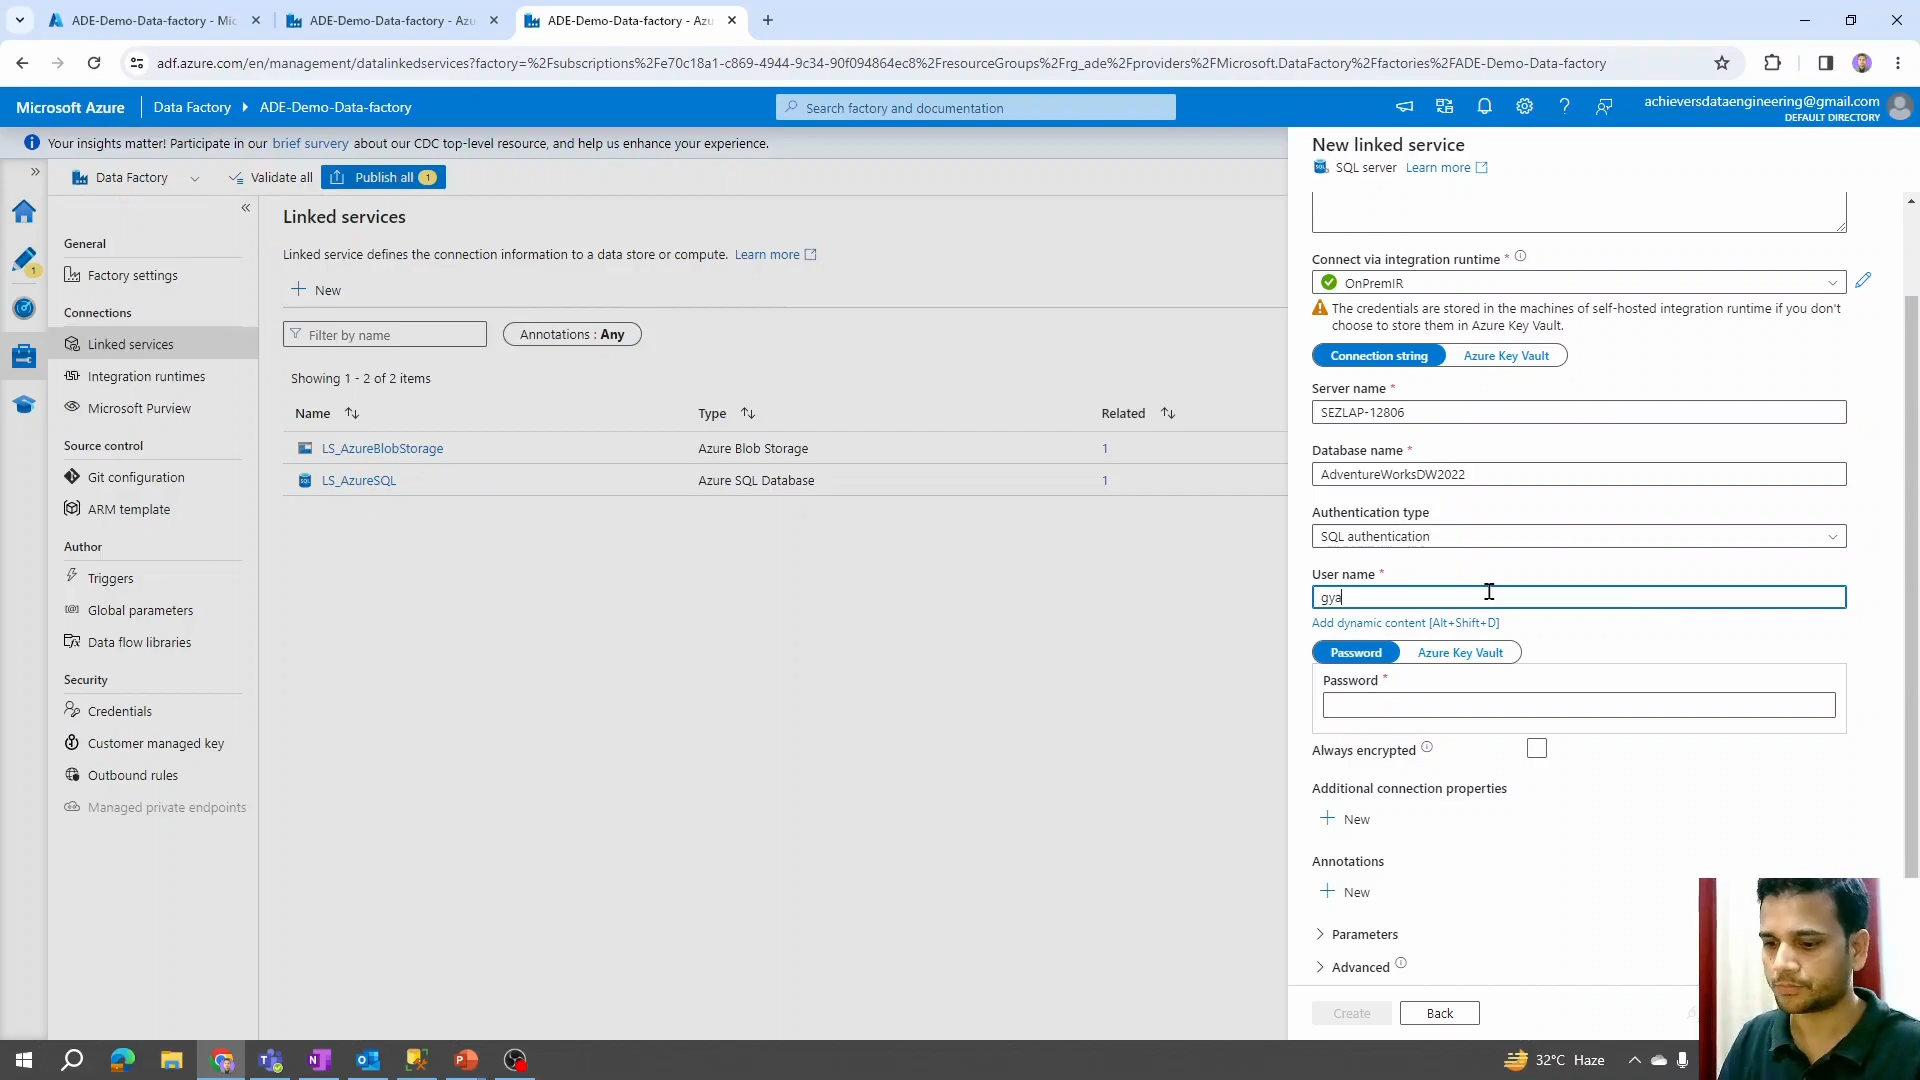 ADE-Demo-Data-factory - Mic
ADE-Demo-Data-factory - Azu
ADE-Demo-Data-factory - Azu
adf.azure.com/en/management/datalinkedservices?factory=%2Fsubscriptions%2Fe70c18a1-c869-4944-9c34-90f094864ec8%2FresourceGroups%2Frg_ade%2Fproviders%2FMicrosoft.DataFactory%2Ffactories%2FADE-Demo-Data-factory
Microsoft Azure
Data Factory
ADE-Demo-Data-factory
Search factory and documentation
achieversdataengineering@gmail.com
DEFAULT DIRECTORY
Your insights matter! Participate in our brief survey about our CDC top-level resource, and help us enhance your experience.
Data Factory
Validate all
Publish all 1
1
General
Factory settings
Connections
Linked services
Integration runtimes
Microsoft Purview
Source control
Git configuration
ARM template
Author
Triggers
Global parameters
Data flow libraries
Security
Credentials
Customer managed key
Outbound rules
Managed private endpoints
Linked services
Linked service defines the connection information to a data store or compute. Learn more
New
Filter by name
Annotations : Any
Showing 1 - 2 of 2 items
Name Type Related
LS_AzureBlobStorage Azure Blob Storage 1
LS_AzureSQL Azure SQL Database 1
New linked service
SQL server Learn more
Connect via integration runtime *
OnPremIR
The credentials are stored in the machines of self-hosted integration runtime if you don't
choose to store them in Azure Key Vault.
Connection string Azure Key Vault
Server name *
SEZLAP-12806
Database name *
AdventureWorksDW2022
Authentication type
SQL authentication
User name *
gya
Add dynamic content [Alt+Shift+D]
Password Azure Key Vault
Password *
Always encrypted
Additional connection properties
New
Annotations
New
Parameters
Advanced
Create Back
32°C Haze